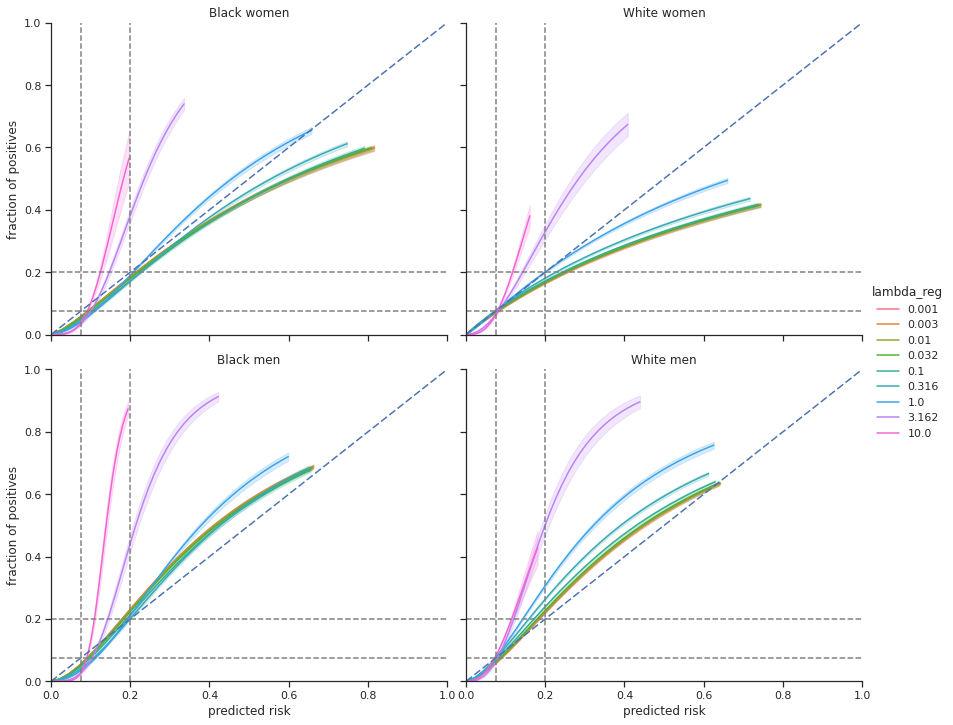 Black women
White women
1.0
0.8
0.6
0.4
0.2
0.0
fraction of positives
lambda_reg
0.001
0.003
0.01
0.032
0.1
0.316
1.0
3.162
10.0
Black men
White men
1.0
0.8
0.6
0.4
0.2
0.0
fraction of positives
0.0 0.2 0.4 0.6 0.8 1.0
0.0 0.2 0.4 0.6 0.8 1.0
predicted risk
predicted risk